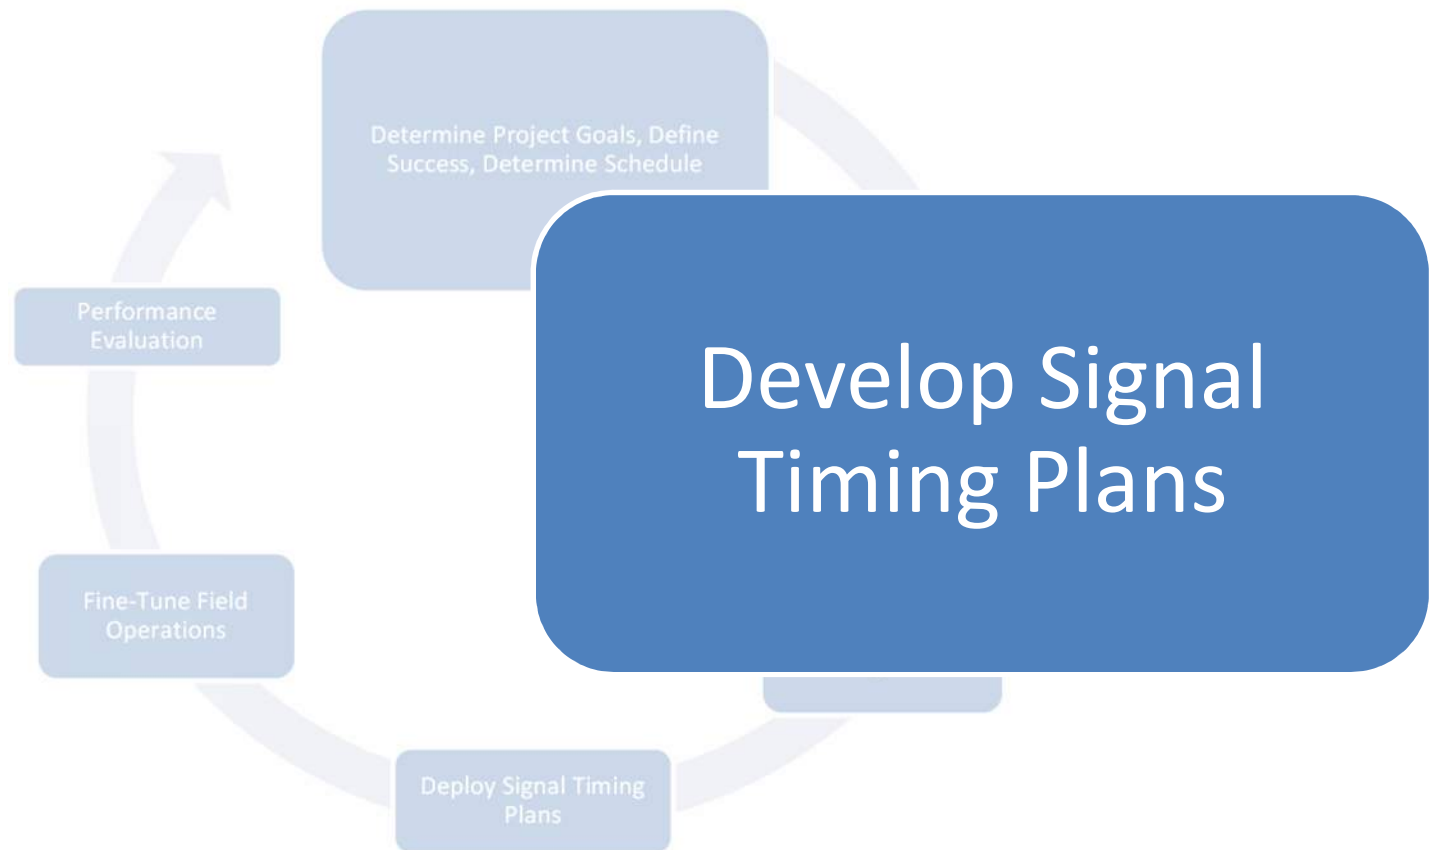 Determine Project Goals, Define
Success, Determine Schedule
Develop Signal
Timing Plans
Deploy Signal Timing
Plans
Fine-Tune Field
Operations
Performance
Evaluation